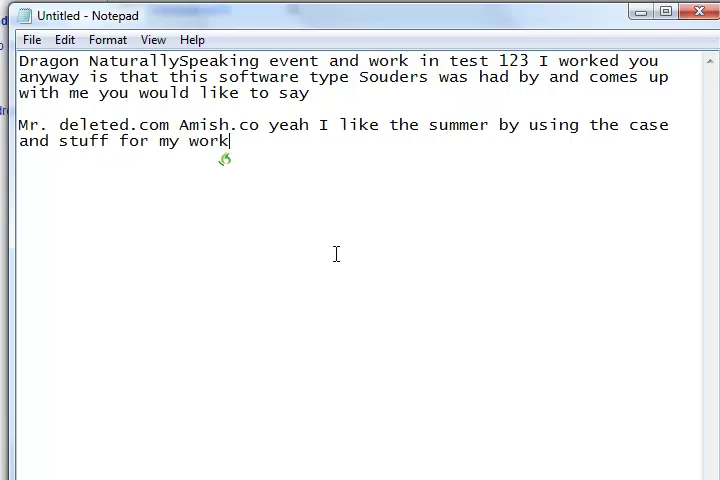 Untitled - Notepad
File Edit Format View Help
Dragon NaturallySpeaking event and work in test 123 I worked you
anyway is that this software type Souders was had by and comes up
with me you would like to say
Mr. deleted.com Amish.co yeah I like the summer by using the case
and stuff for my work